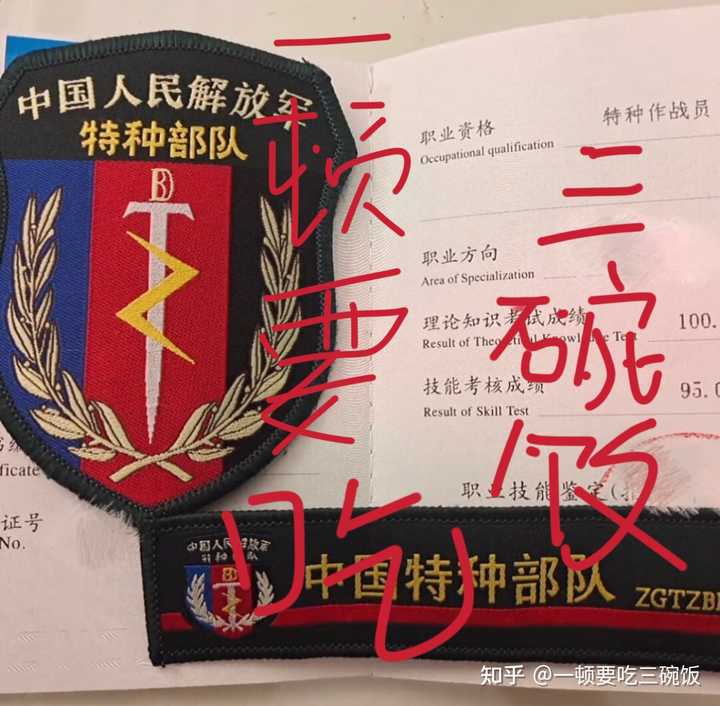 中国人民解放军
特种部队
BD
职业资格 特种作战员
Occupational qualification
职业方向
Area of Specialization
理论知识考试成绩 100.
Result of Theoretical Knowledge Test
技能考核成绩 95.0
Result of Skill Test
职业技能鉴定(
证号
No.
中国人民解放军
特种部队
中国特种部队 ZGTZB
一顿要吃
三碗饭
知乎 @一顿要吃三碗饭